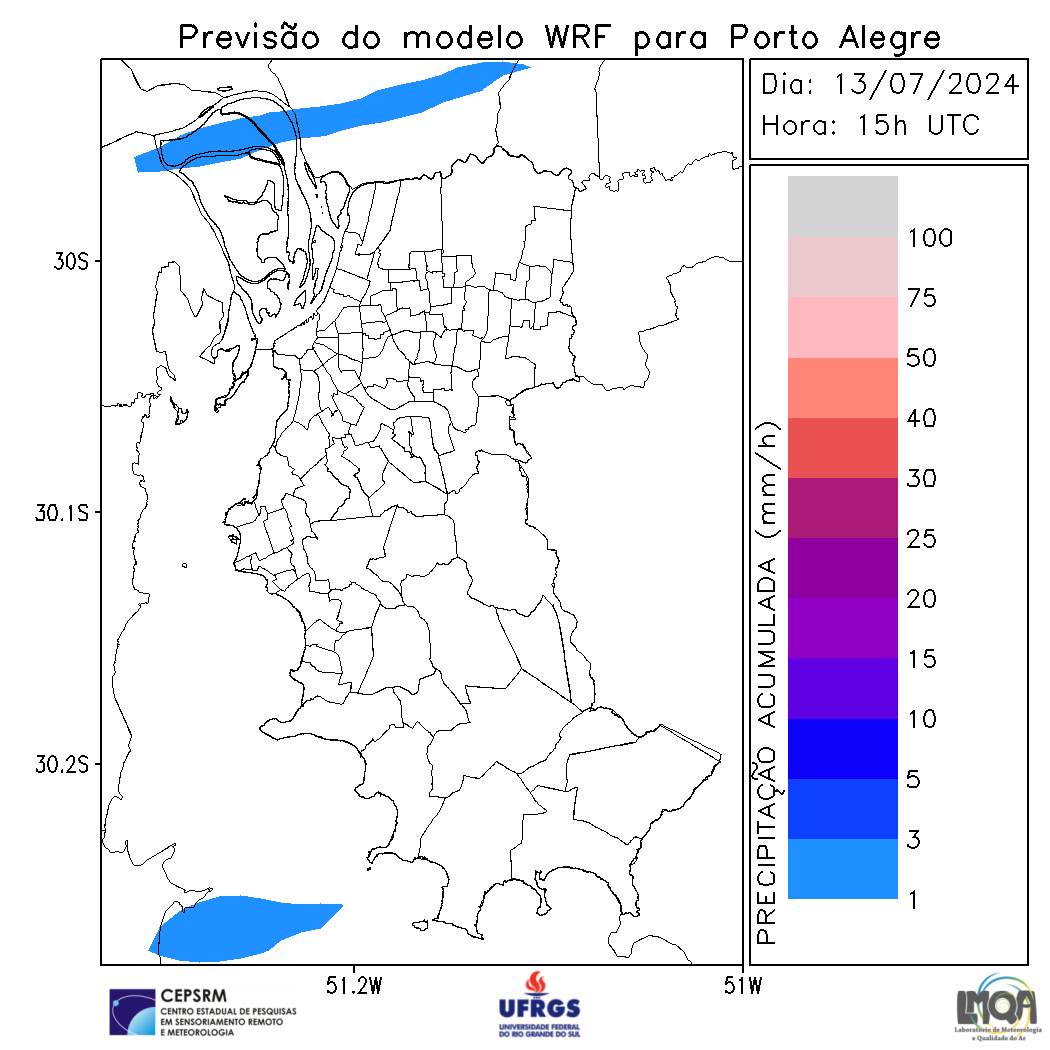 Previsão do modelo WRF para Porto Alegre
Dia: 13/07/2024
Hora: 15h UTC
30S
30.1S
30.2S
51.2W
51W
PRECIPITAÇÃO ACUMULADA (mm/h)
100
75
50
40
30
25
20
15
10
5
3
1
CEPSRM
CENTRO ESTADUAL DE PESQUISAS
EM SENSORIAMENTO REMOTO
E METEOROLOGIA
UFRGS
UNIVERSIDADE FEDERAL
DO RIO GRANDE DO SUL
LMQA
Laboratório de Meteorologia
e Qualidade do Ar